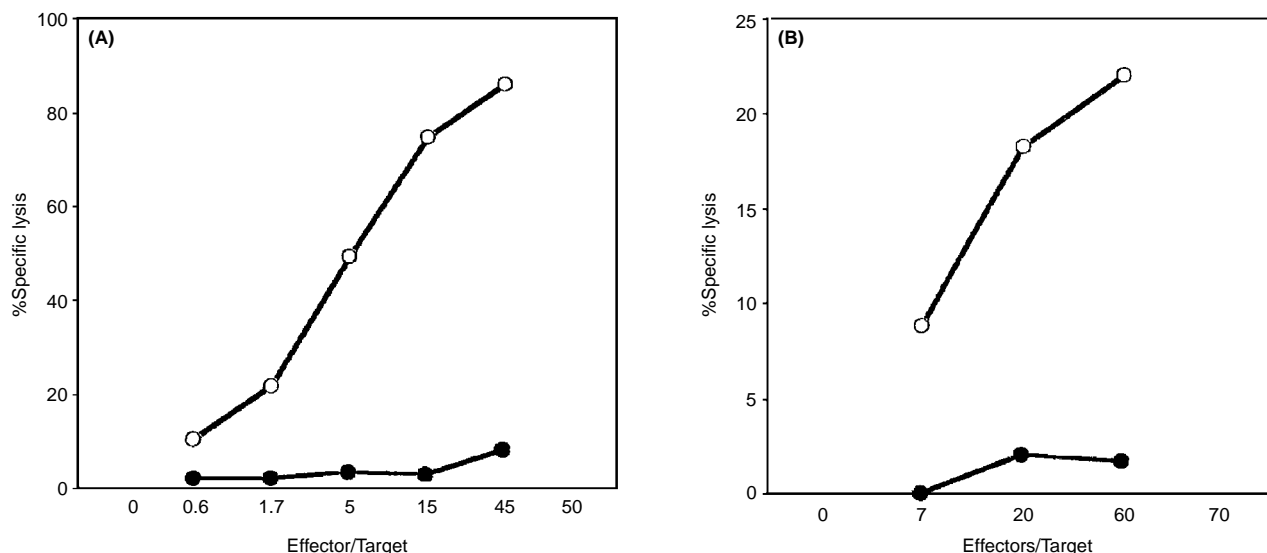 (A)
%Specific lysis
100
80
60
40
20
0
0 0.6 1.7 5 15 45 50
Effector/Target
(B)
%Specific lysis
25
20
15
10
5
0
0 7 20 60 70
Effectors/Target